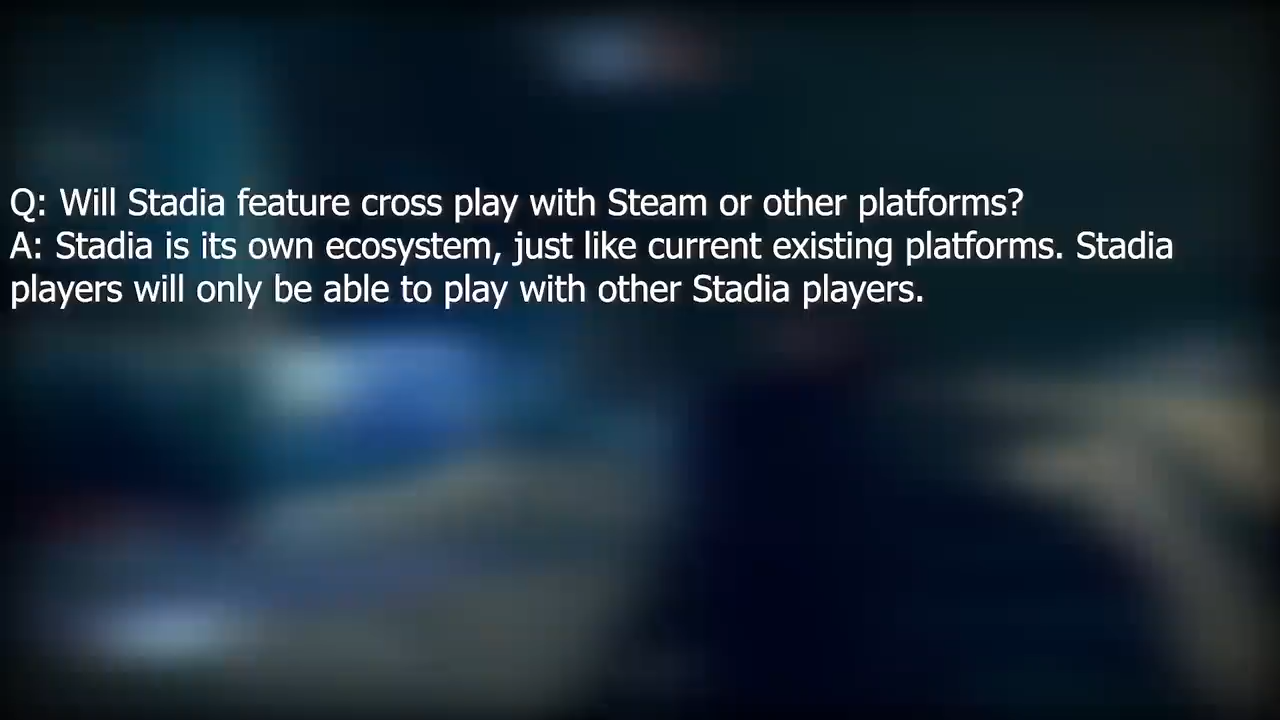 Q: Will Stadia feature cross play with Steam or other platforms?
A: Stadia is its own ecosystem, just like current existing platforms. Stadia
players will only be able to play with other Stadia players.